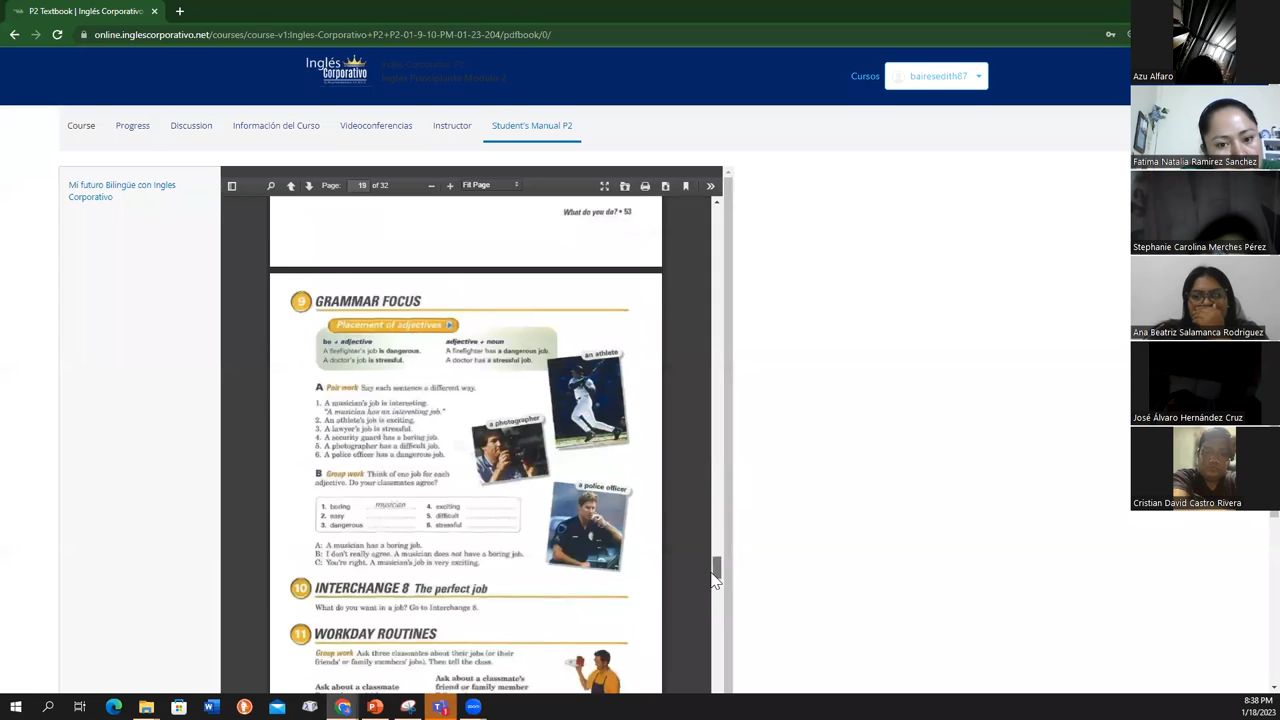 P2 Textbook
online.inglescorporativo.net/courses/course-v1:Ingles-Corporativo+P2+P2-01-9-10-PM-01-23-204/pdfbook/0/
Inglés
Corporativo
Inglés Corporativo P2
Inglés Principiante Modulo 2
Cursos
bairesedith87
Course
Progress
Discussion
Información del Curso
Videoconferencias
Instructor
Student's Manual P2
Mi futuro Bilingüe con Ingles
Corporativo
Page: 19 of 32
Fit Page
What do you do? • 53
9 GRAMMAR FOCUS
Placement of adjectives
be + adjective
A firefighter's job is dangerous.
A doctor's job is stressful.
adjective + noun
A firefighter has a dangerous job.
A doctor has a stressful job.
an athlete
A Pair work Say each sentence a different way.
1. A musician's job is interesting.
"A musician has an interesting job."
2. An athlete's job is exciting.
3. A lawyer's job is stressful.
4. A security guard has a boring job.
5. A photographer has a difficult job.
6. A police officer has a dangerous job.
a photographer
B Group work Think of one job for each
adjective. Do your classmates agree?
a police officer
1. boring musician
2. easy
3. dangerous
4. exciting
5. difficult
6. stressful
A: A musician has a boring job.
B: I don't really agree. A musician does not have a boring job.
C: You're right. A musician's job is very exciting.
10 INTERCHANGE 8 The perfect job
What do you want in a job? Go to Interchange 8.
11 WORKDAY ROUTINES
Group work Ask three classmates about their jobs (or their
friends' or family members' jobs). Then tell the class.
Ask about a classmate
Ask about a classmate's
friend or family member
Azu Alfaro
Fatima Natalia Ramirez Sanchez
Stephanie Carolina Merches Pérez
Ana Beatriz Salamanca Rodriguez
José Álvaro Hernández Cruz
Cristian David Castro Rivera
8:38 PM
1/18/2023